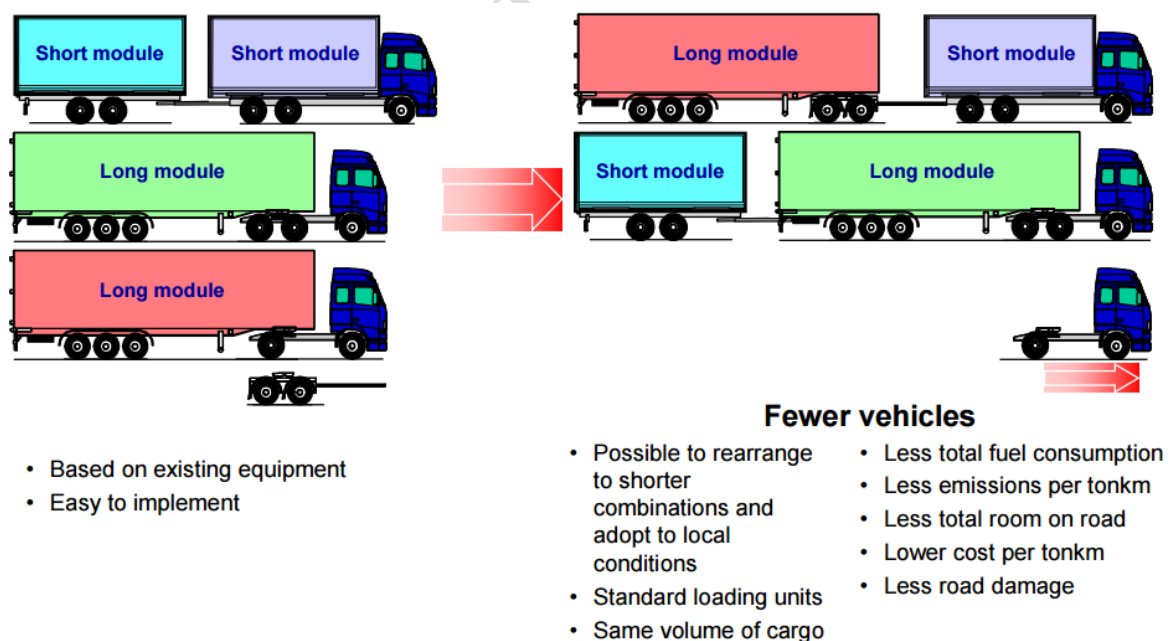 Short module
Short module
Long module
Long module
Long module
Short module
Short module
Long module
Fewer vehicles
• Based on existing equipment
• Easy to implement
• Possible to rearrange
to shorter
combinations and
adopt to local
conditions
• Standard loading units
• Same volume of cargo
• Less total fuel consumption
• Less emissions per tonkm
• Less total room on road
• Lower cost per tonkm
• Less road damage